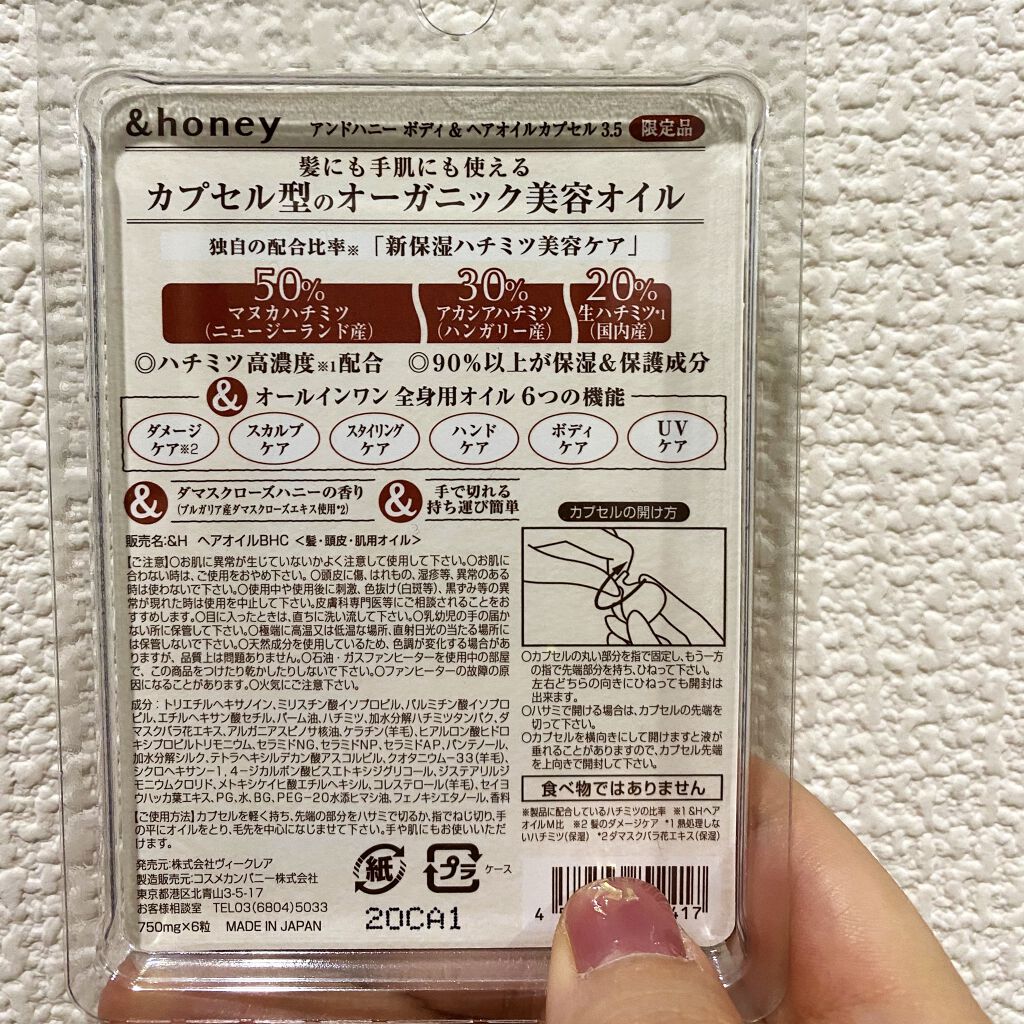 &honey アンドハニー ボディ&ヘアオイルカプセル 3.5 限定品
髪にも手肌にも使える
カプセル型のオーガニック美容オイル
独自の配合比率※「新保湿ハチミツ美容ケア」
50% 30% 20%
マヌカハチミツ アカシアハチミツ 生ハチミツ*1
(ニュージーランド産) (ハンガリー産) (国内産)
◎ハチミツ高濃度※1配合 ◎90%以上が保湿&保護成分
& オールインワン 全身用オイル 6つの機能
ダメージ スカルプ スタイリング ハンド ボディ UV
ケア※2 ケア ケア ケア ケア ケア
& ダマスクローズハニーの香り
(ブルガリア産ダマスクローズエキス使用*2)
& 手で切れる
持ち運び簡単
販売名:&H ヘアオイルBHC <髪・頭皮・肌用オイル>
【ご注意】○お肌に異常が生じていないかよく注意して使用して下さい。○お肌に
合わない時は、ご使用をおやめ下さい。○頭皮に傷、はれもの、湿疹等、異常のある
時は使わないで下さい。○使用中や使用後に刺激、色抜け(白斑等)、黒ずみ等の異
常が現れた時は使用を中止して下さい。皮膚科専門医等にご相談されることをお
すすめします。○目に入ったときは、直ちに洗い流して下さい。○乳幼児の手の届か
ない所に保管して下さい。○極端に高温又は低温な場所、直射日光の当たる場所に
は保管しないで下さい。○天然成分を使用しているため、色調が変化する場合があ
りますが、品質上は問題ありません。○石油・ガスファンヒーターを使用中の部屋
で、この商品をつけたり乾かしたりしないで下さい。○ファンヒーターの故障の原
因になることがあります。○火気にご注意下さい。
成分:トリエチルヘキサノイン、ミリスチン酸イソプロピル、パルミチン酸イソプロ
ピル、エチルヘキサン酸セチル、パーム油、ハチミツ、加水分解ハチミツタンパク、ダ
マスクバラ花エキス、アルガニアスピノサ核油、ケラチン(羊毛)、ヒアルロン酸ヒドロ
キシプロピルトリモニウム、セラミドNG、セラミドNP、セラミドAP、パンテノール、
加水分解シルク、テトラヘキシルデカン酸アスコルビル、クオタニウム-33(羊毛)、
シクロヘキサン-1,4-ジカルボン酸ビスエトキシジグリコール、ジステアリルジ
モニウムクロリド、メトキシケイヒ酸エチルヘキシル、コレステロール(羊毛)、セイヨ
ウハッカ葉エキス、PG、水、BG、PEG-20水添ヒマシ油、フェノキシエタノール、香料
【ご使用方法】カプセルを軽く持ち、先端の部分をハサミで切るか、指でねじ切り、手
の平にオイルをとり、毛先を中心になじませて下さい。手や肌にもお使いいただ
けます。
発売元:株式会社ヴィークレア
製造販売元:コスメカンパニー株式会社
東京都港区北青山3-5-17
お客様相談室 TEL03(6804)5033
750mg×6粒 MADE IN JAPAN
紙 プラ ケース
20CA1
カプセルの開け方
○カプセルの丸い部分を指で固定し、もう一方
の指で先端部分を持ち、ひねって下さい。
左右どちらの向きにひねっても開封は
出来ます。
○ハサミで開ける場合は、カプセルの先端を
切って下さい。
○カプセルを横向きにして開けますと液が
垂れることがありますので、カプセル先端
を上向きで開封して下さい。
食べ物ではありません
※製品に配合しているハチミツの比率 ※1&Hヘア
オイルM比 ※2髪のダメージケア *1熱処理しな
いハチミツ(保湿) *2ダマスクバラ花エキス(保湿)
4 417